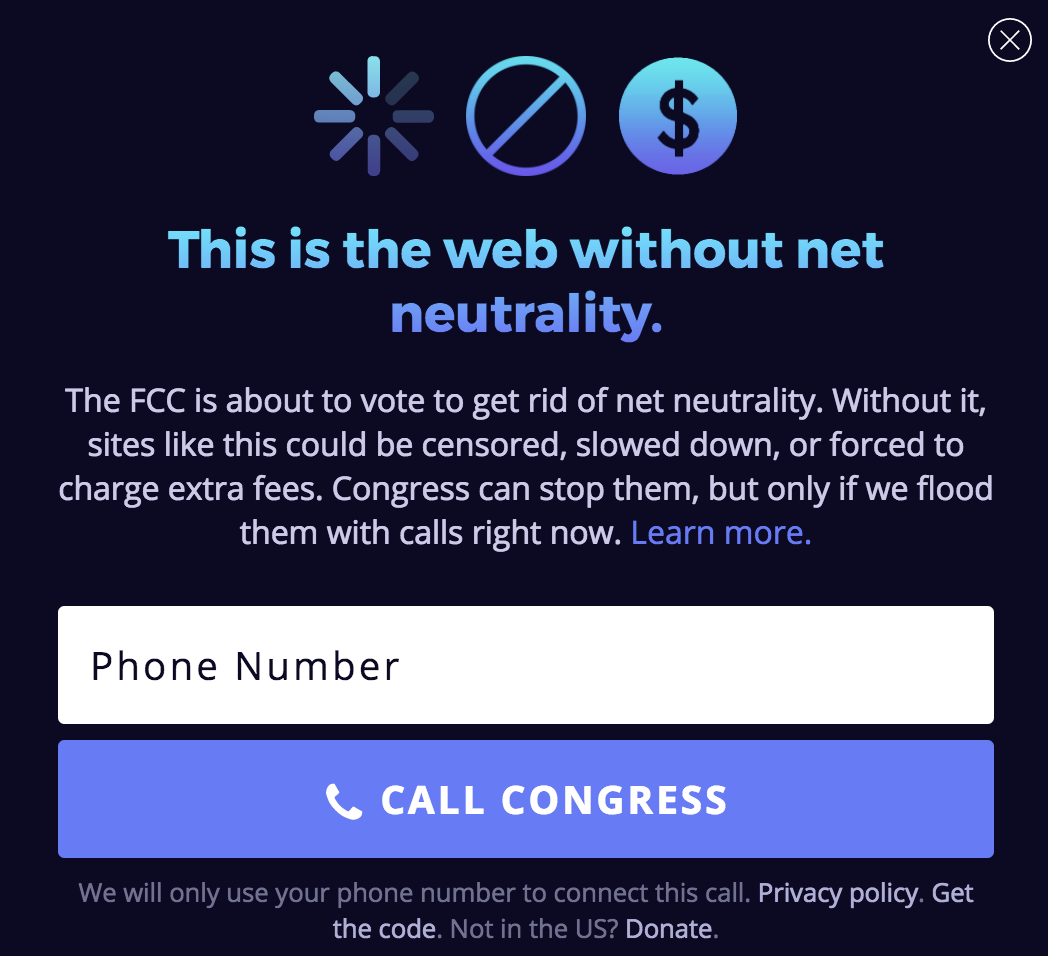 $
This is the web without net
neutrality.
The FCC is about to vote to get rid of net neutrality. Without it,
sites like this could be censored, slowed down, or forced to
charge extra fees. Congress can stop them, but only if we flood
them with calls right now. Learn more.
Phone Number
CALL CONGRESS
We will only use your phone number to connect this call. Privacy policy. Get
the code. Not in the US? Donate.